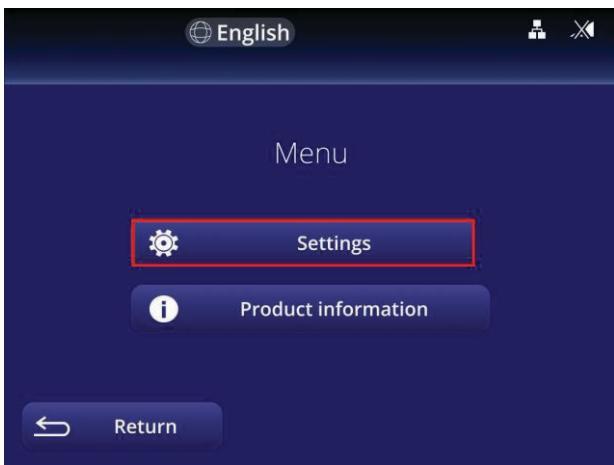 English
Menu
Settings
Product information
Return